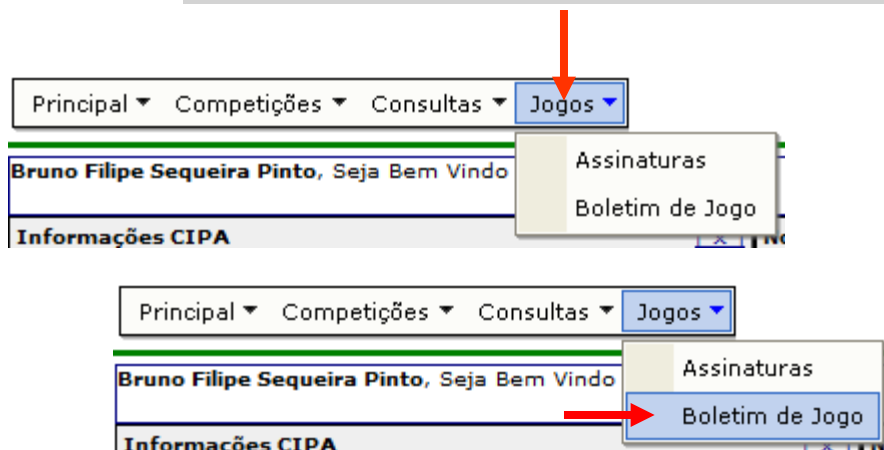 Principal Competições Consultas Jogos
Assinaturas
Bruno Filipe Sequeira Pinto, Seja Bem Vindo
Boletim de Jogo
Informações CIPA
Principal Competições Consultas Jogos
Assinaturas
Bruno Filipe Sequeira Pinto, Seja Bem Vindo
Boletim de Jogo
Informações CIPA